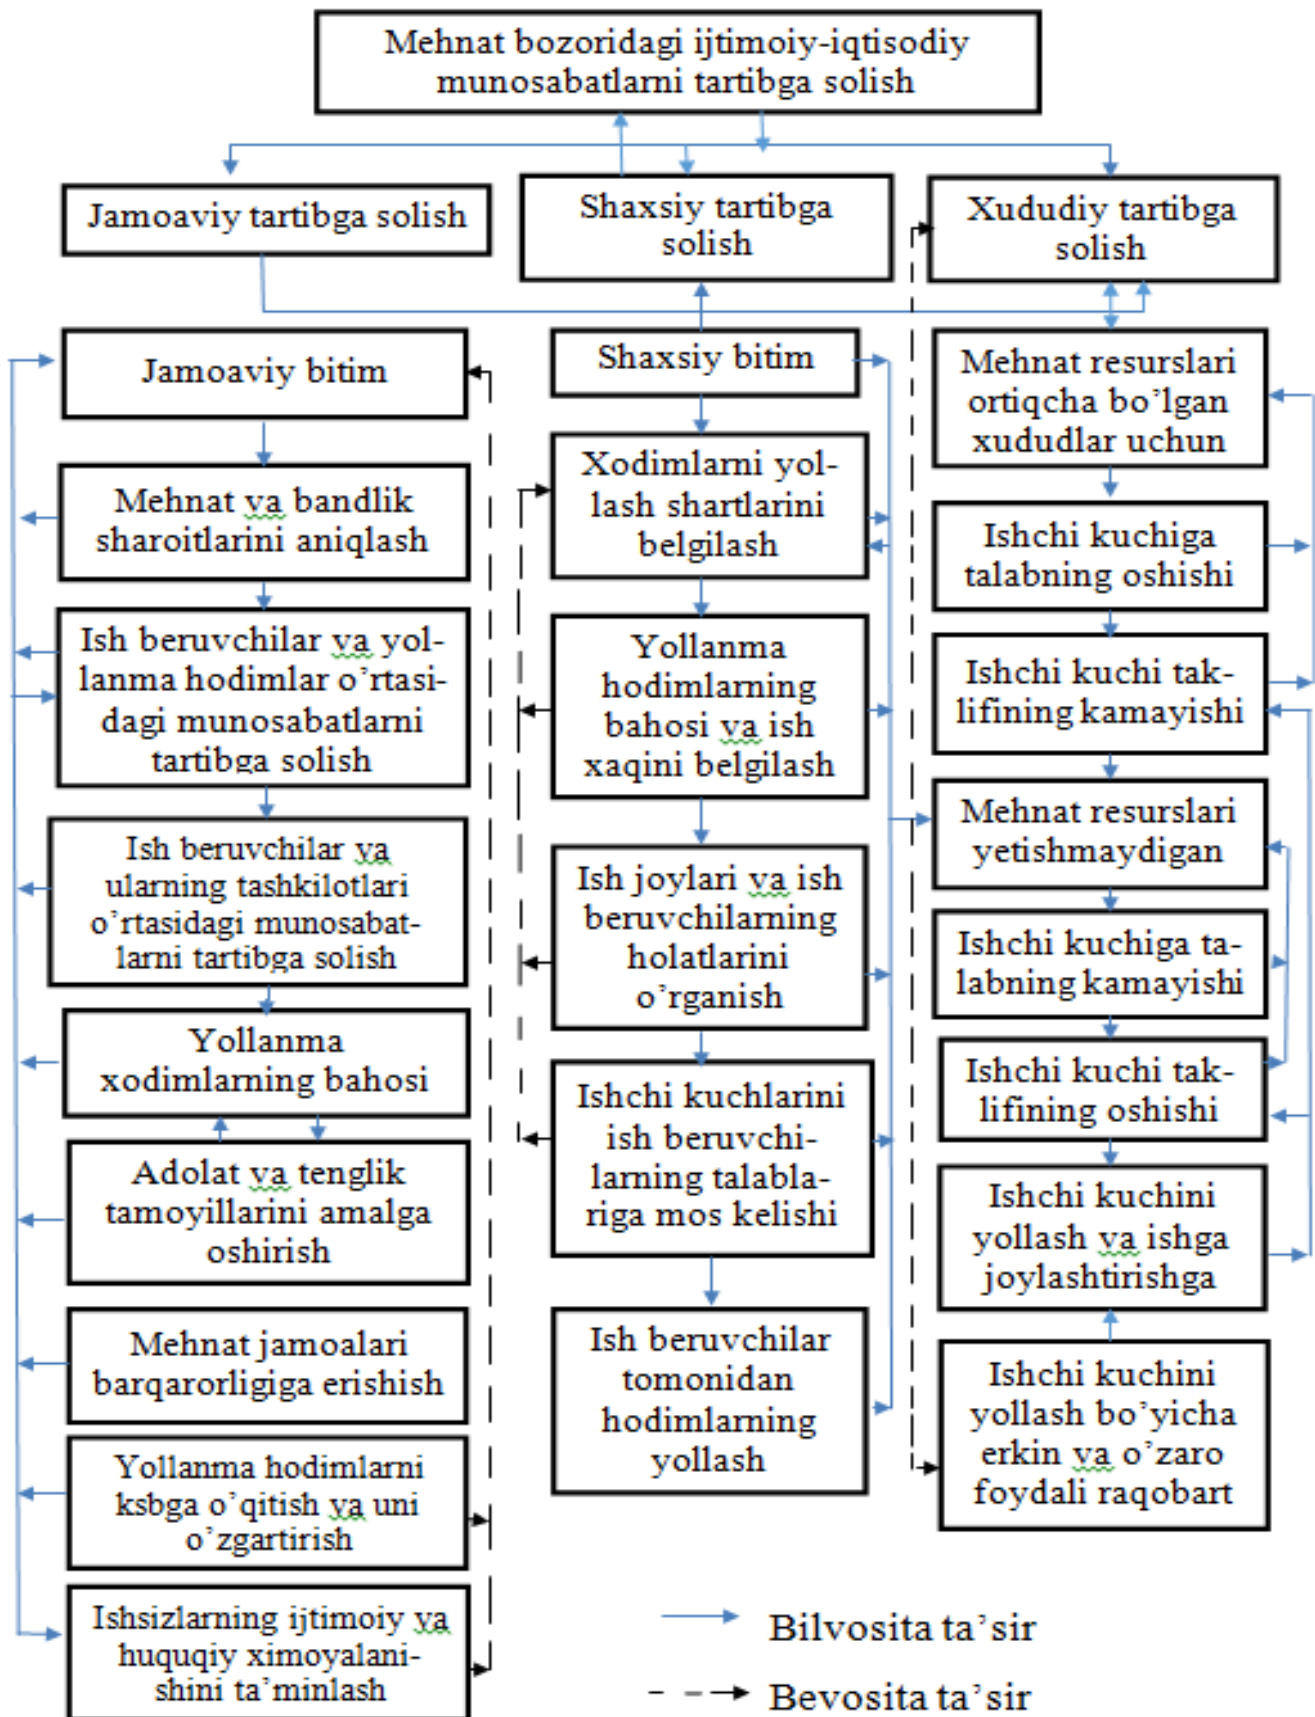 Mehnat bozoridagi ijtimoiy-iqtisodiy
munosabatlarni tartibga solish
Jamoaviy tartibga solish
Shaxsiy tartibga
solish
Xududiy tartibga
solish
Jamoaviy bitim
Mehnat va bandlik
sharoitlarini aniqlash
Ish beruvchilar va yol-
lanma hodimlar o’rtasi-
dagi munosabatlarni
tartibga solish
Ish beruvchilar va
ularning tashkilotlari
o’rtasidagi munosabat-
larni tartibga solish
Yollanma
xodimlarning bahosi
Adolat va tenglik
tamoyillarini amalga
oshirish
Mehnat jamoalari
barqarorligiga erishish
Yollanma hodimlarni
ksbga o’qitish va uni
o’zgartirish
Ishsizlarning ijtimoiy va
huquqiy ximoyalani-
shini ta’minlash
Shaxsiy bitim
Xodimlarni yol-
lash shartlarini
belgilash
Yollanma
hodimlarning
bahosi va ish
xaqini belgilash
Ish joylari va ish
beruvchilarning
holatlarini
o’rganish
Ishchi kuchlarini
ish beruvchi-
larning talabla-
riga mos kelishi
Ish beruvchilar
tomonidan
hodimlarning
yollash
Mehnat resurslari
ortiqcha bo’lgan
xududlar uchun
Ishchi kuchiga
talabning oshishi
Ishchi kuchi tak-
lifining kamayishi
Mehnat resurslari
yetishmaydigan
Ishchi kuchiga ta-
labning kamayishi
Ishchi kuchi tak-
lifining oshishi
Ishchi kuchini
yollash va ishga
joylashtirishga
Ishchi kuchini
yollash bo’yicha
erkin va o’zaro
foydali raqobart
Bilvosita ta’sir
Bevosita ta’sir